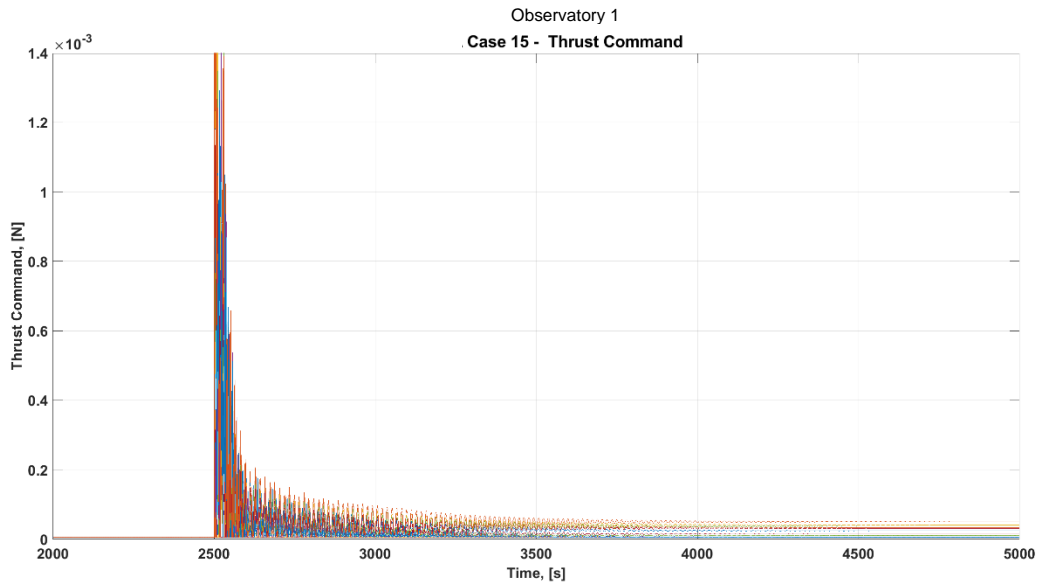 Observatory 1
. Case 15 - Thrust Command
×10⁻³
1.4
1.2
1
0.8
0.6
0.4
0.2
0
Thrust Command, [N]
2000 2500 3000 3500 4000 4500 5000
Time, [s]